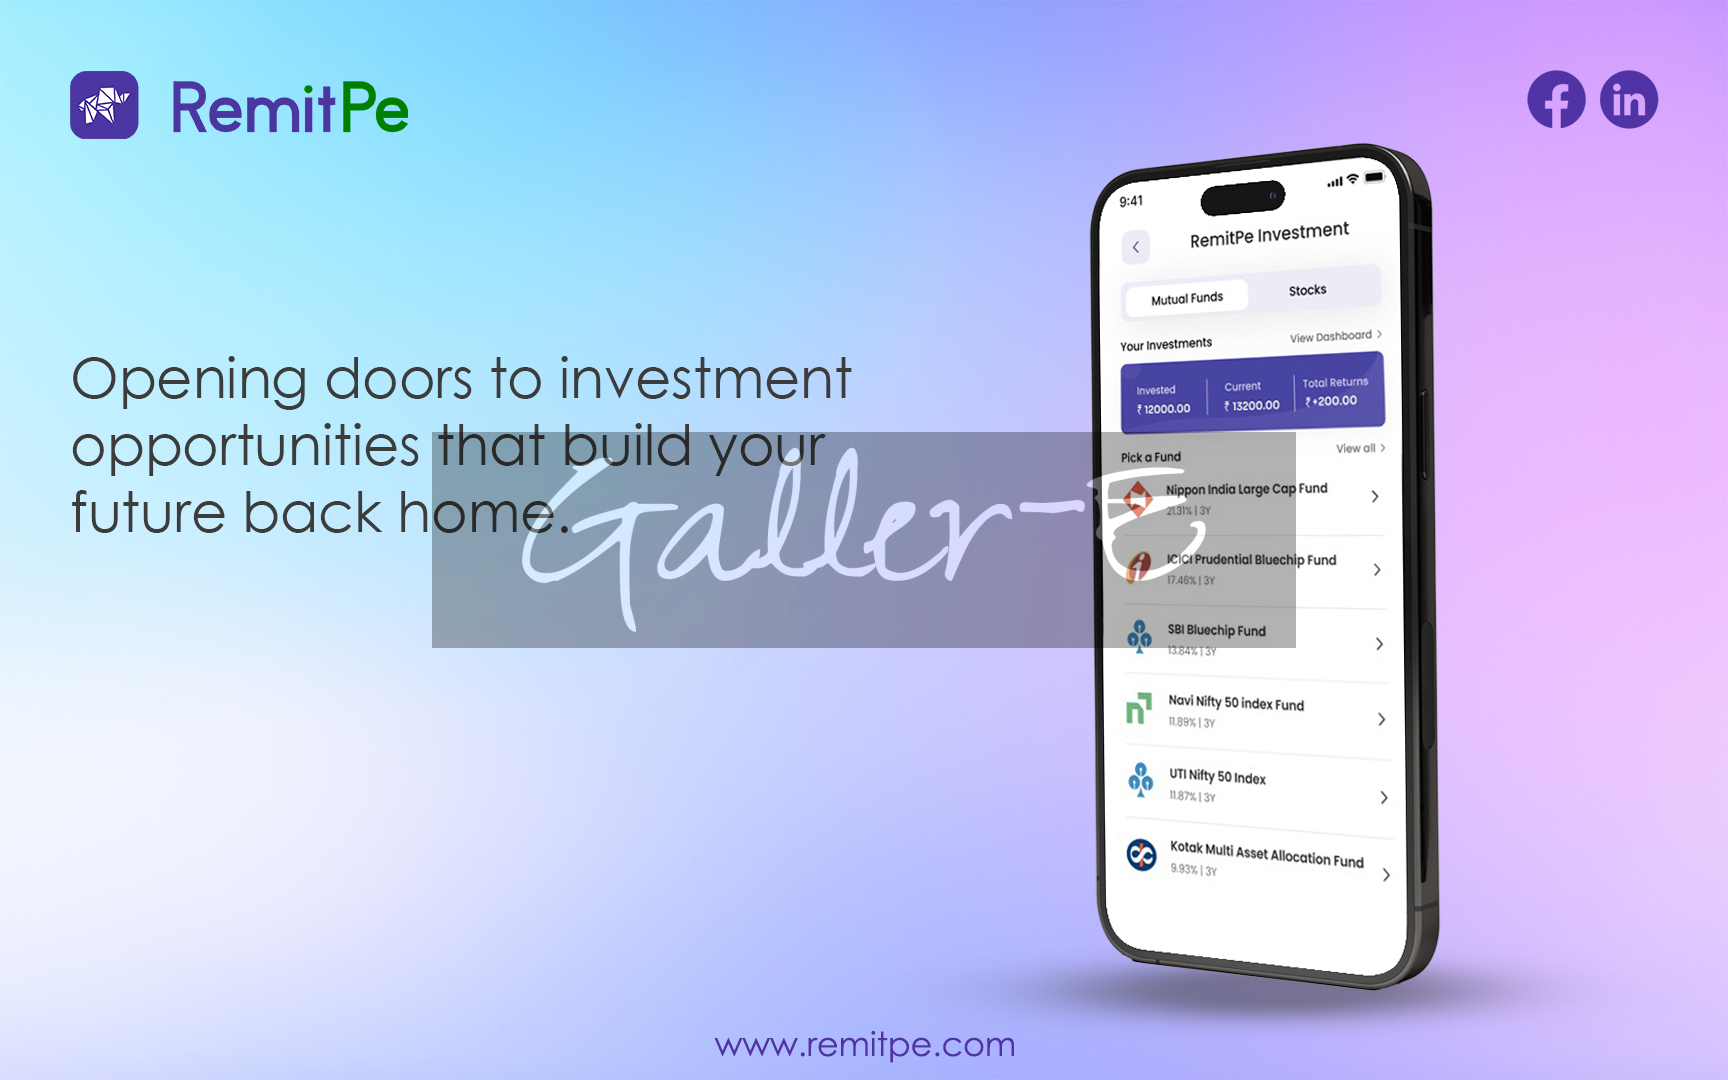 RemitPe
Opening doors to investment
opportunities that build your
future back home.
Galler-E
9:41
RemitPe Investment
Mutual Funds
Stocks
Your Investments
View Dashboard >
Invested
₹ 12000.00
Current
₹ 13200.00
Total Returns
₹+200.00
Pick a Fund
View all >
Nippon India Large Cap Fund
21.31% | 3Y
ICICI Prudential Bluechip Fund
17.46% | 3Y
SBI Bluechip Fund
13.84% | 3Y
Navi Nifty 50 index Fund
11.89% | 3Y
UTI Nifty 50 Index
11.87% | 3Y
Kotak Multi Asset Allocation Fund
9.93% | 3Y
www.remitpe.com